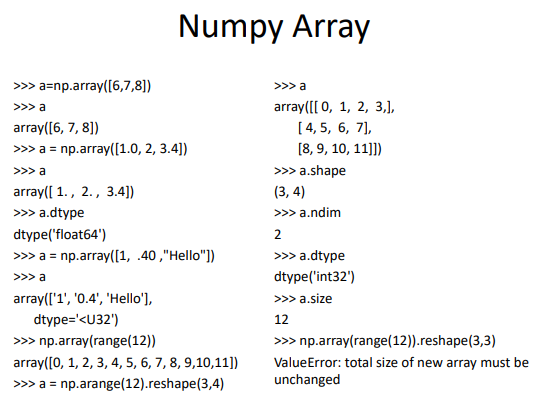 Numpy Array
>>> a=np.array([6,7,8])
>>> a
array([6, 7, 8])
>>> a = np.array([1.0, 2, 3.4])
>>> a
array([ 1. ,  2. ,  3.4])
>>> a.dtype
dtype('float64')
>>> a = np.array([1,  .40 ,"Hello"])
>>> a
array(['1', '0.4', 'Hello'],
dtype='<U32')
>>> np.array(range(12))
array([0, 1, 2, 3, 4, 5, 6, 7, 8, 9,10,11])
>>> a = np.arange(12).reshape(3,4)
>>> a
array([[ 0,  1,  2,  3,],
[ 4, 5,  6,  7],
[8, 9, 10, 11]])
>>> a.shape
(3, 4)
>>> a.ndim
2
>>> a.dtype
dtype('int32')
>>> a.size
12
>>> np.array(range(12)).reshape(3,3)
ValueError: total size of new array must be
unchanged